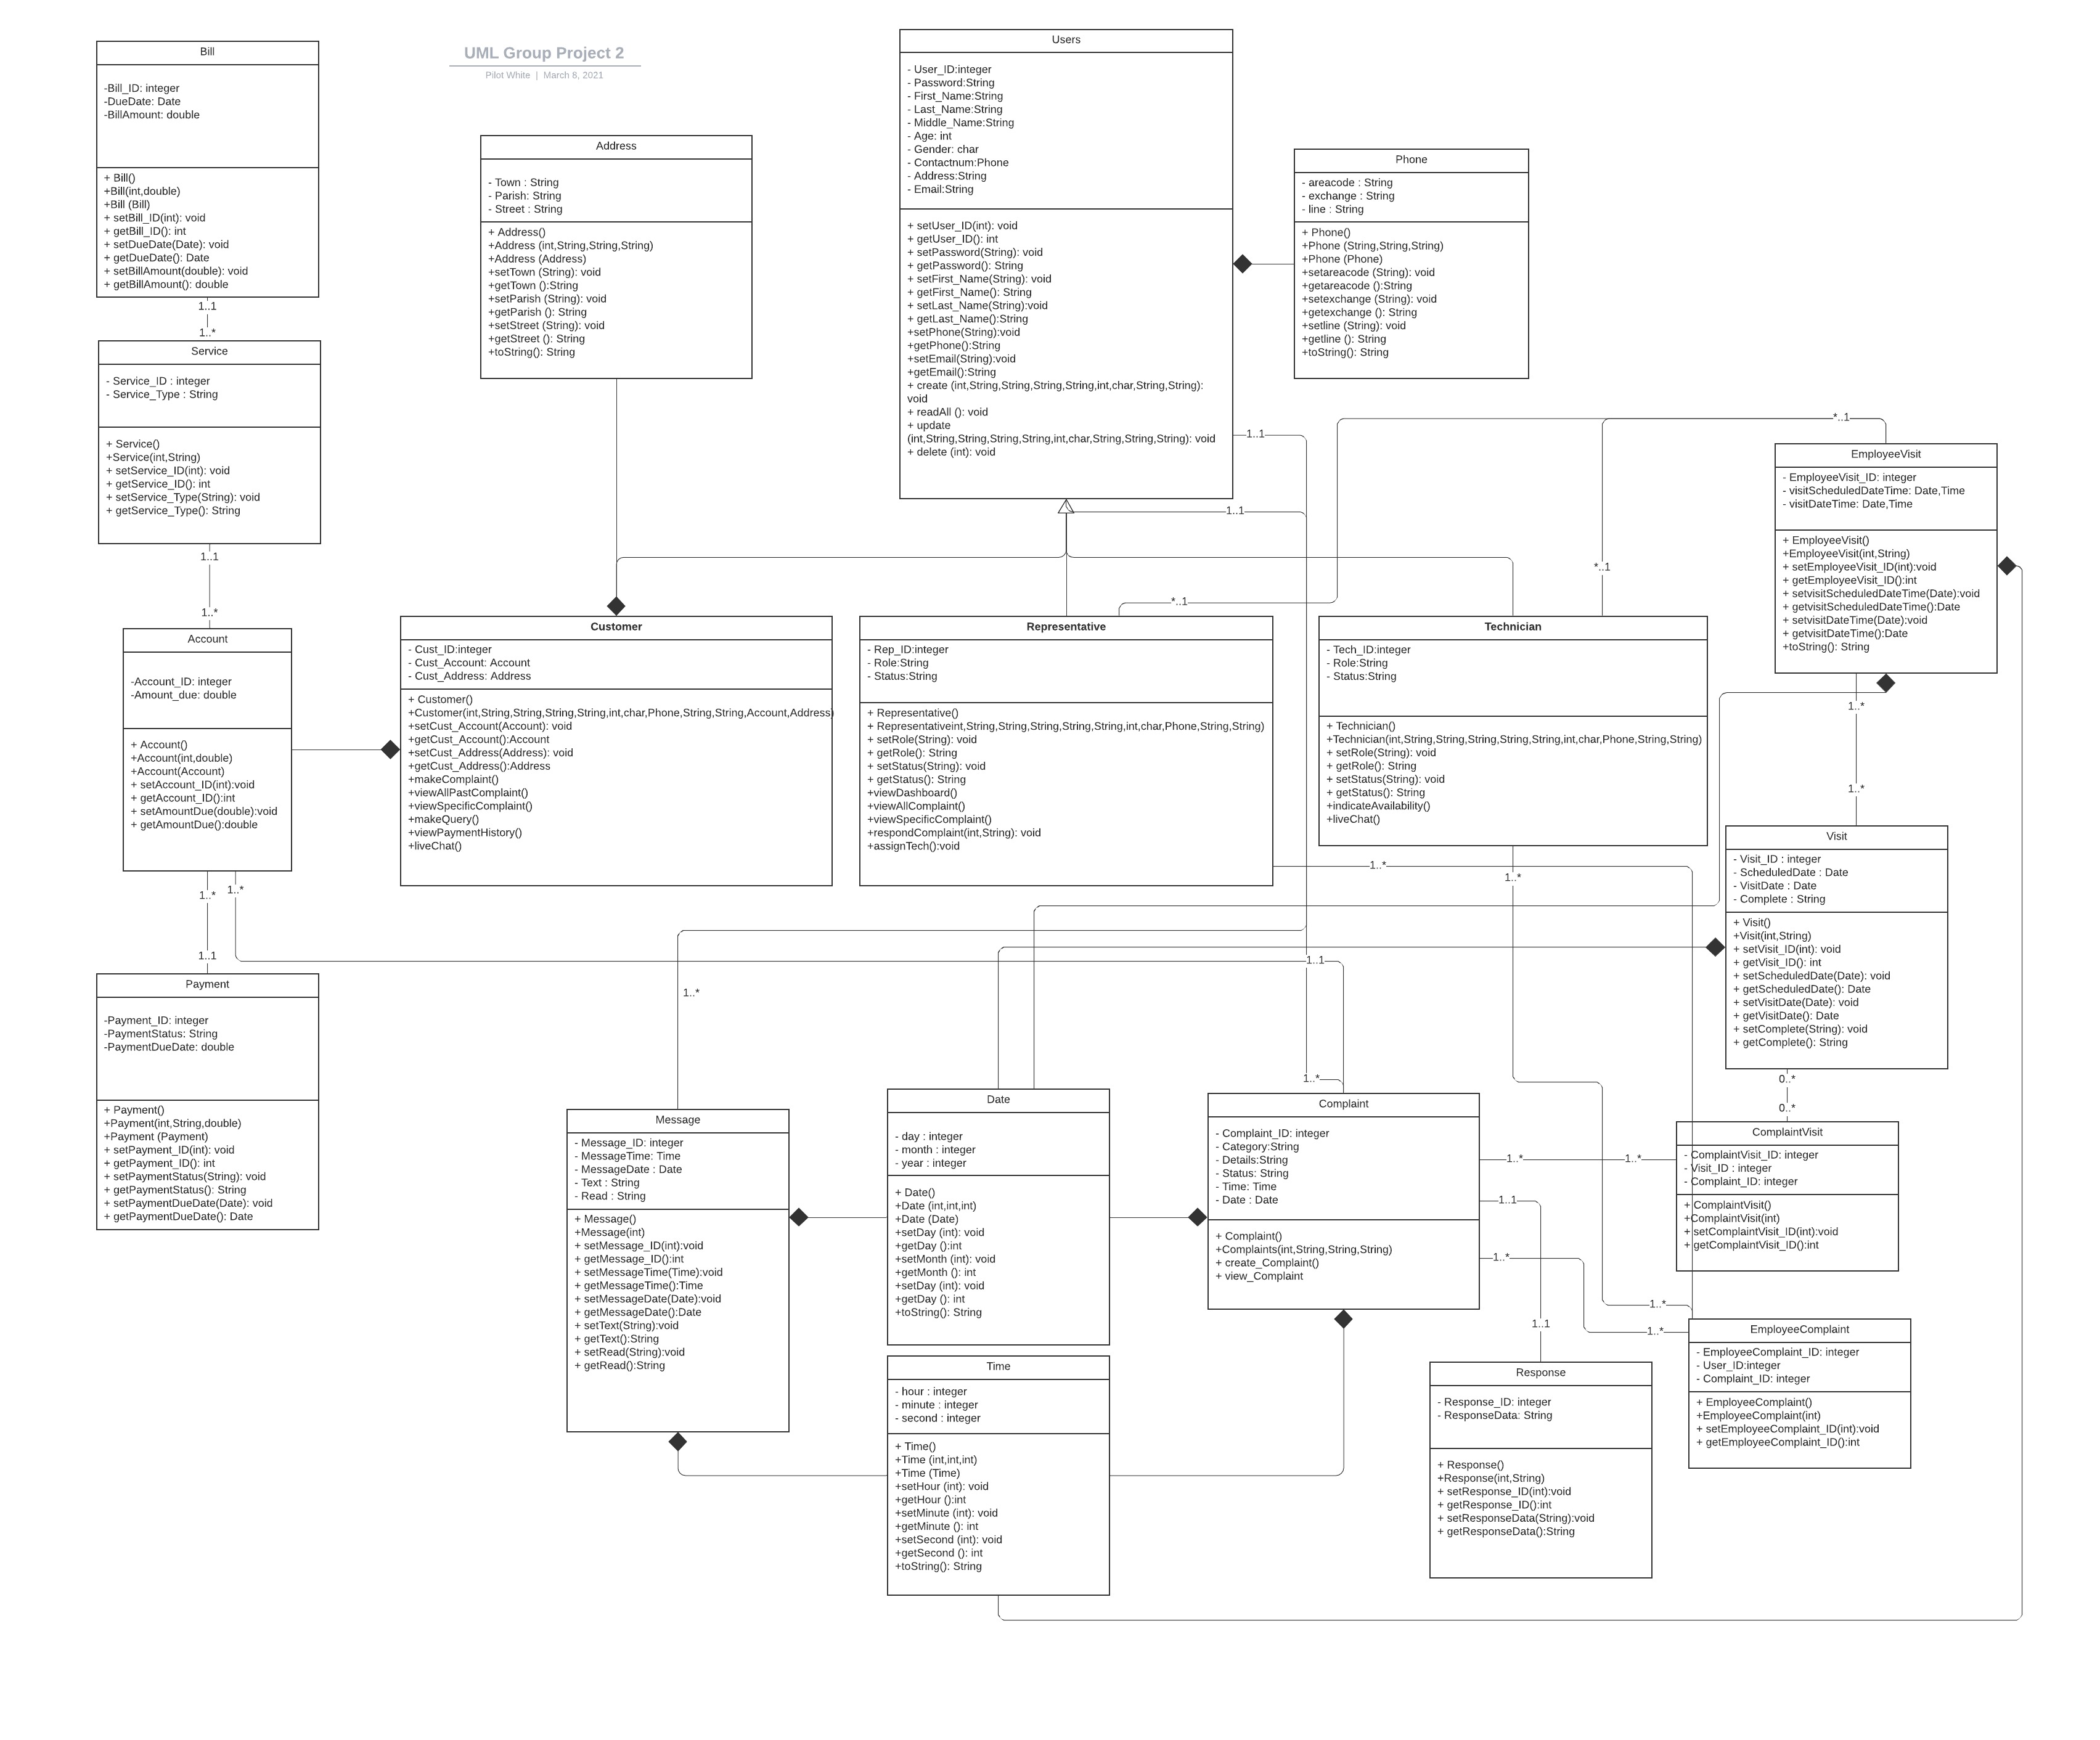 UML Group Project 2
Pilot White | March 8, 2021
Bill
-Bill_ID: integer
-DueDate: Date
-BillAmount: double
+ Bill()
+Bill(int,double)
+Bill (Bill)
+ setBill_ID(int): void
+ getBill_ID(): int
+ setDueDate(Date): void
+ getDueDate(): Date
+ setBillAmount(double): void
+ getBillAmount(): double
1..1
1..*
Service
- Service_ID : integer
- Service_Type : String
+ Service()
+Service(int,String)
+ setService_ID(int): void
+ getService_ID(): int
+ setService_Type(String): void
+ getService_Type(): String
1..1
1..*
Account
-Account_ID: integer
-Amount_due: double
+ Account()
+Account(int,double)
+Account(Account)
+ setAccount_ID(int):void
+ getAccount_ID():int
+ setAmountDue(double):void
+ getAmountDue():double
1..*
1..*
1..1
Payment
-Payment_ID: integer
-PaymentStatus: String
-PaymentDueDate: double
+ Payment()
+Payment(int,String,double)
+Payment (Payment)
+ setPayment_ID(int): void
+ getPayment_ID(): int
+ setPaymentStatus(String): void
+ getPaymentStatus(): String
+ setPaymentDueDate(Date): void
+ getPaymentDueDate(): Date
Address
- Town : String
- Parish: String
- Street : String
+ Address()
+Address (int,String,String,String)
+Address (Address)
+setTown (String): void
+getTown ():String
+setParish (String): void
+getParish (): String
+setStreet (String): void
+getStreet (): String
+toString(): String
Users
- User_ID:integer
- Password:String
- First_Name:String
- Last_Name:String
- Middle_Name:String
- Age: int
- Gender: char
- Contactnum:Phone
- Address:String
- Email:String
+ setUser_ID(int): void
+ getUser_ID(): int
+ setPassword(String): void
+ getPassword(): String
+ setFirst_Name(String): void
+ getFirst_Name(): String
+ setLast_Name(String):void
+ getLast_Name():String
+setPhone(String):void
+getPhone():String
+setEmail(String):void
+getEmail():String
+ create (int,String,String,String,String,int,char,String,String):
void
+ readAll (): void
+ update
(int,String,String,String,String,int,char,String,String,String): void
+ delete (int): void
1..1
1..1
Phone
- areacode : String
- exchange : String
- line : String
+ Phone()
+Phone (String,String,String)
+Phone (Phone)
+setareacode (String): void
+getareacode ():String
+setexchange (String): void
+getexchange (): String
+setline (String): void
+getline (): String
+toString(): String
*..1
*..1
*..1
EmployeeVisit
- EmployeeVisit_ID: integer
- visitScheduledDateTime: Date,Time
- visitDateTime: Date,Time
+ EmployeeVisit()
+EmployeeVisit(int,String)
+ setEmployeeVisit_ID(int):void
+ getEmployeeVisit_ID():int
+ setvisitScheduledDateTime(Date):void
+ getvisitScheduledDateTime():Date
+ setvisitDateTime(Date):void
+ getvisitDateTime():Date
+toString(): String
1..*
1..*
Customer
- Cust_ID:integer
- Cust_Account: Account
- Cust_Address: Address
+ Customer()
+Customer(int,String,String,String,String,int,char,Phone,String,String,Account,Address)
+setCust_Account(Account): void
+getCust_Account():Account
+setCust_Address(Address): void
+getCust_Address():Address
+makeComplaint()
+viewAllPastComplaint()
+viewSpecificComplaint()
+makeQuery()
+viewPaymentHistory()
+liveChat()
Representative
- Rep_ID:integer
- Role:String
- Status:String
+ Representative()
+ Representativeint,String,String,String,String,String,int,char,Phone,String,String)
+ setRole(String): void
+ getRole(): String
+ setStatus(String): void
+ getStatus(): String
+viewDashboard()
+viewAllComplaint()
+viewSpecificComplaint()
+respondComplaint(int,String): void
+assignTech():void
1..*
Technician
- Tech_ID:integer
- Role:String
- Status:String
+ Technician()
+Technician(int,String,String,String,String,String,int,char,Phone,String,String)
+ setRole(String): void
+ getRole(): String
+ setStatus(String): void
+ getStatus(): String
+indicateAvailability()
+liveChat()
1..*
Visit
- Visit_ID : integer
- ScheduledDate : Date
- VisitDate : Date
- Complete : String
+ Visit()
+Visit(int,String)
+ setVisit_ID(int): void
+ getVisit_ID(): int
+ setScheduledDate(Date): void
+ getScheduledDate(): Date
+ setVisitDate(Date): void
+ getVisitDate(): Date
+ setComplete(String): void
+ getComplete(): String
0..*
0..*
1..1
1..*
1..*
Message
- Message_ID: integer
- MessageTime: Time
- MessageDate : Date
- Text : String
- Read : String
+ Message()
+Message(int)
+ setMessage_ID(int):void
+ getMessage_ID():int
+ setMessageTime(Time):void
+ getMessageTime():Time
+ setMessageDate(Date):void
+ getMessageDate():Date
+ setText(String):void
+ getText():String
+ setRead(String):void
+ getRead():String
Date
- day : integer
- month : integer
- year : integer
+ Date()
+Date (int,int,int)
+Date (Date)
+setDay (int): void
+getDay ():int
+setMonth (int): void
+getMonth (): int
+setDay (int): void
+getDay (): int
+toString(): String
Time
- hour : integer
- minute : integer
- second : integer
+ Time()
+Time (int,int,int)
+Time (Time)
+setHour (int): void
+getHour ():int
+setMinute (int): void
+getMinute (): int
+setSecond (int): void
+getSecond (): int
+toString(): String
Complaint
- Complaint_ID: integer
- Category:String
- Details:String
- Status: String
- Time: Time
- Date : Date
+ Complaint()
+Complaints(int,String,String,String)
+ create_Complaint()
+ view_Complaint
1..*
1..*
1..1
1..*
1..1
1..*
1..*
ComplaintVisit
- ComplaintVisit_ID: integer
- Visit_ID : integer
- Complaint_ID: integer
+ ComplaintVisit()
+ComplaintVisit(int)
+ setComplaintVisit_ID(int):void
+ getComplaintVisit_ID():int
EmployeeComplaint
- EmployeeComplaint_ID: integer
- User_ID:integer
- Complaint_ID: integer
+ EmployeeComplaint()
+EmployeeComplaint(int)
+ setEmployeeComplaint_ID(int):void
+ getEmployeeComplaint_ID():int
Response
- Response_ID: integer
- ResponseData: String
+ Response()
+Response(int,String)
+ setResponse_ID(int):void
+ getResponse_ID():int
+ setResponseData(String):void
+ getResponseData():String